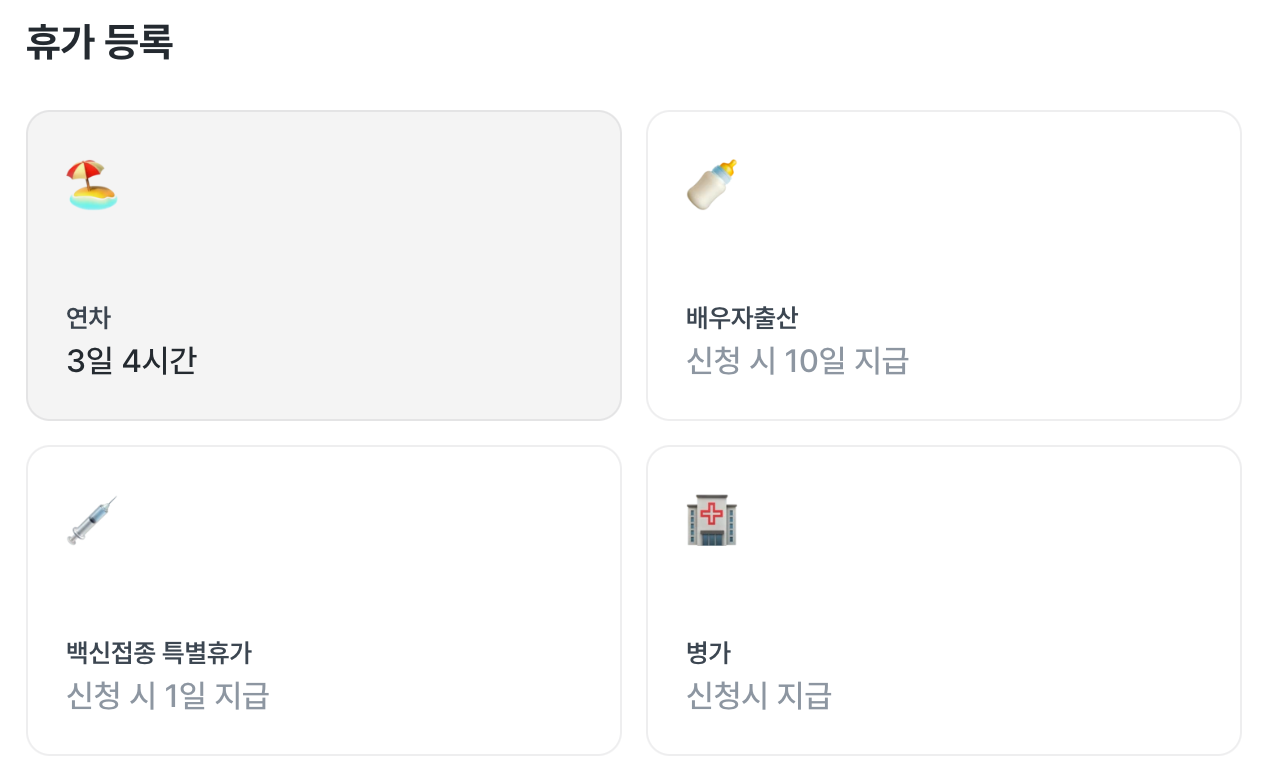 휴가 등록
연차
3일 4시간
배우자출산
신청 시 10일 지급
백신접종 특별휴가
신청 시 1일 지급
병가
신청시 지급